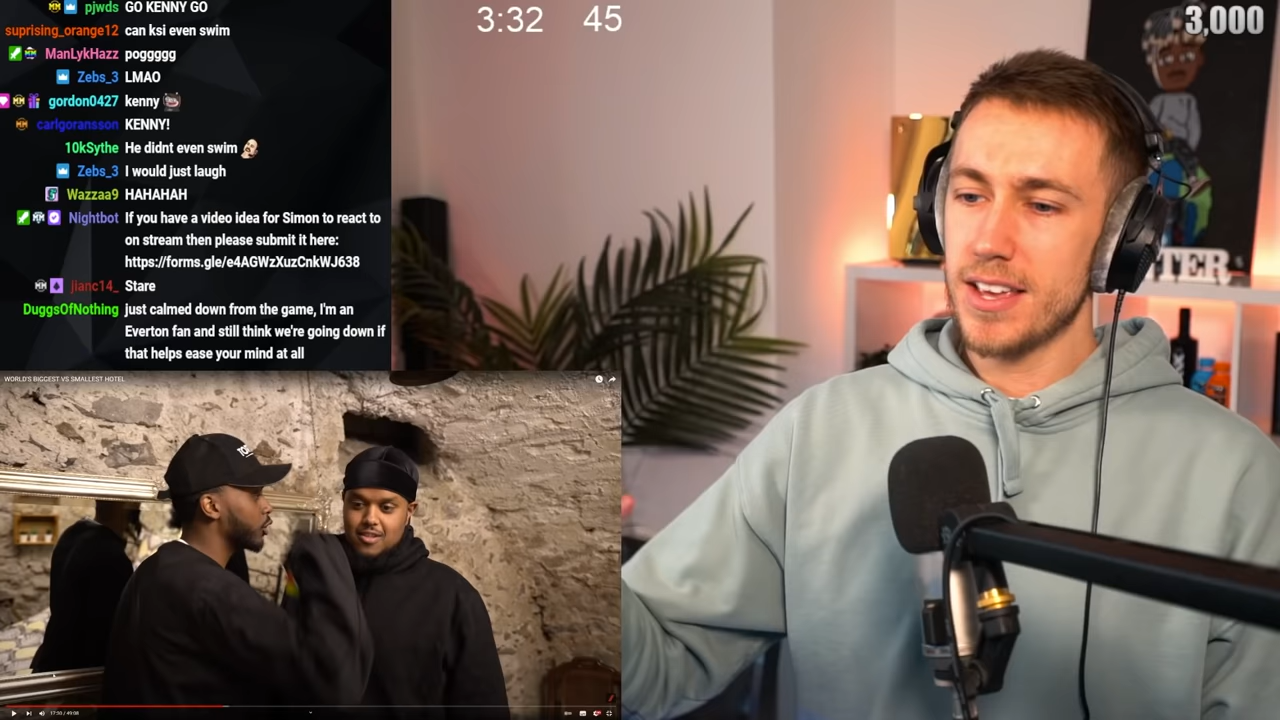 pjwds GO KENNY GO
suprising_orange12 can ksi even swim
ManLykHazz poggggg
Zebs_3 LMAO
gordon0427 kenny
carlgoransson KENNY!
10kSythe He didnt even swim
Zebs_3 I would just laugh
Wazzaa9 HAHAHAH
Nightbot If you have a video idea for Simon to react to
on stream then please submit it here:
https://forms.gle/e4AGWzXuzCnkWJ638
jianc14_ Stare
DuggsOfNothing just calmed down from the game, I'm an
Everton fan and still think we're going down if
that helps ease your mind at all
3:32 45
3,000
TER
WORLD'S BIGGEST VS SMALLEST HOTEL